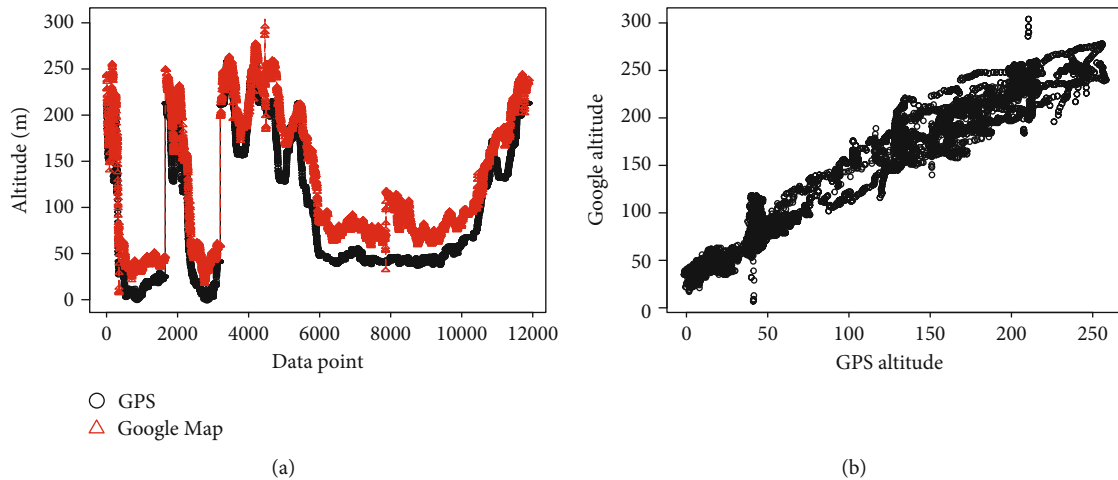 300
250
200
150
100
50
0
Altitude (m)
0 2000 4000 6000 8000 10000 12000
Data point
GPS
Google Map
(a)
300
250
200
150
100
50
0
Google altitude
0 50 100 150 200 250
GPS altitude
(b)